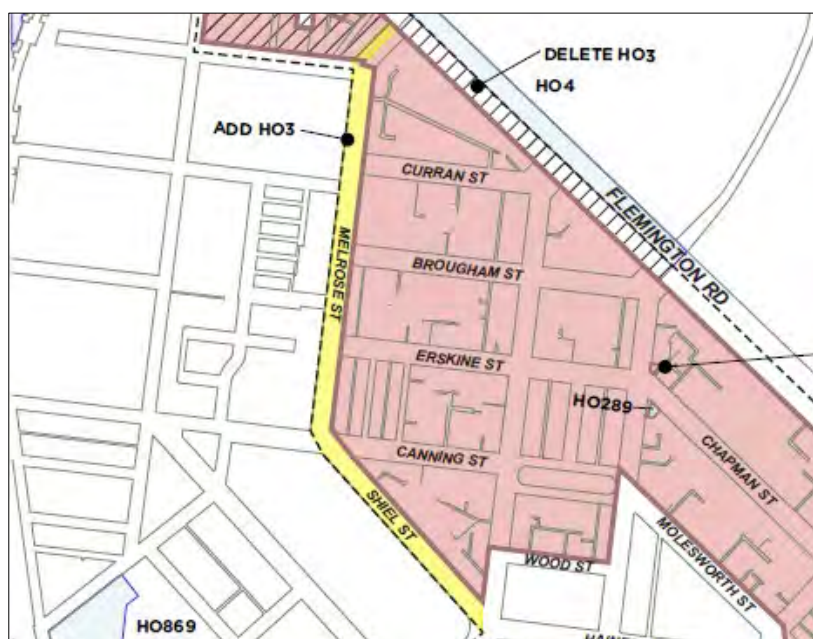 DELETE HO3
HO4
ADD HO3
CURRAN ST
FLEMINGTON RD
MELROSE ST
BROUGHAM ST
ERSKINE ST
HO289
CANNING ST
CHAPMAN ST
SHIEL ST
MOLESWORTH ST
WOOD ST
HO869